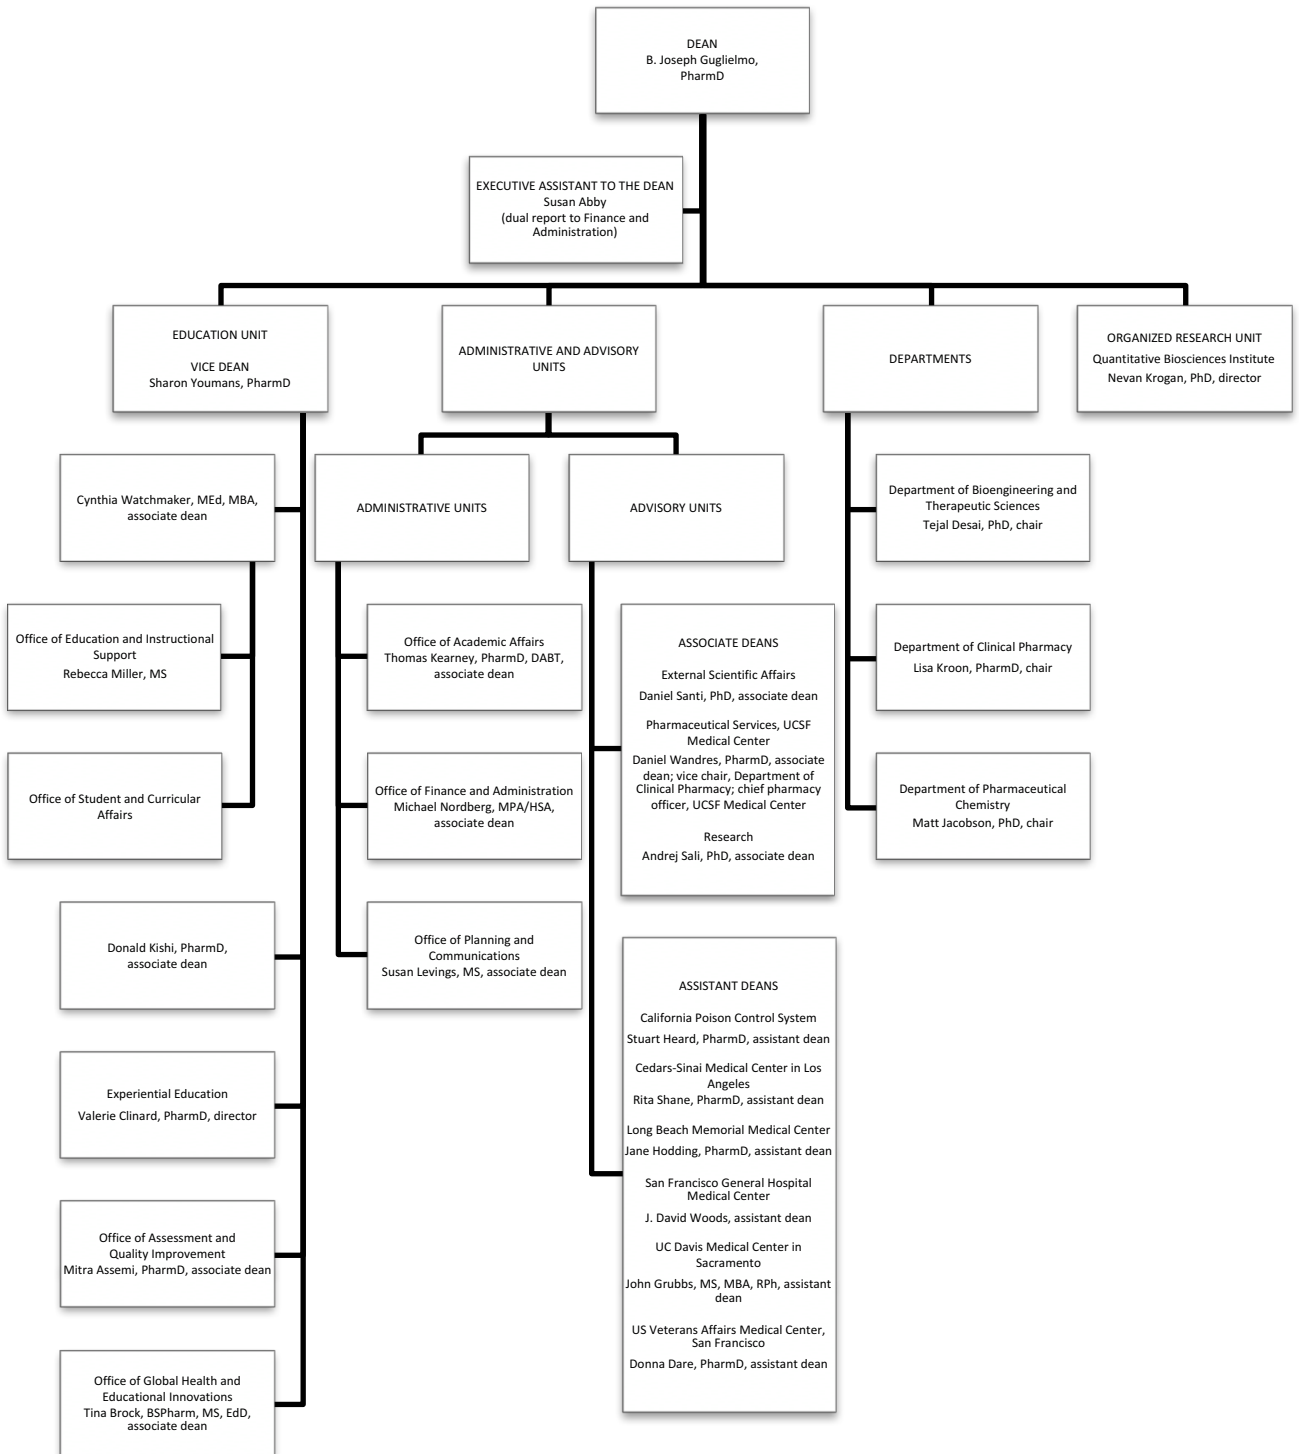 DEAN
B. Joseph Guglielmo,
PharmD
EXECUTIVE ASSISTANT TO THE DEAN
Susan Abby
(dual report to Finance and
Administration)
EDUCATION UNIT
VICE DEAN
Sharon Youmans, PharmD
ADMINISTRATIVE AND ADVISORY
UNITS
DEPARTMENTS
ORGANIZED RESEARCH UNIT
Quantitative Biosciences Institute
Nevan Krogan, PhD, director
Cynthia Watchmaker, MEd, MBA,
associate dean
Office of Education and Instructional
Support
Rebecca Miller, MS
Office of Student and Curricular
Affairs
Donald Kishi, PharmD,
associate dean
Experiential Education
Valerie Clinard, PharmD, director
Office of Assessment and
Quality Improvement
Mitra Assemi, PharmD, associate dean
Office of Global Health and
Educational Innovations
Tina Brock, BSPharm, MS, EdD,
associate dean
ADMINISTRATIVE UNITS
Office of Academic Affairs
Thomas Kearney, PharmD, DABT,
associate dean
Office of Finance and Administration
Michael Nordberg, MPA/HSA,
associate dean
Office of Planning and
Communications
Susan Levings, MS, associate dean
ADVISORY UNITS
ASSOCIATE DEANS
External Scientific Affairs
Daniel Santi, PhD, associate dean
Pharmaceutical Services, UCSF
Medical Center
Daniel Wandres, PharmD, associate
dean; vice chair, Department of
Clinical Pharmacy; chief pharmacy
officer, UCSF Medical Center
Research
Andrej Sali, PhD, associate dean
ASSISTANT DEANS
California Poison Control System
Stuart Heard, PharmD, assistant dean
Cedars-Sinai Medical Center in Los
Angeles
Rita Shane, PharmD, assistant dean
Long Beach Memorial Medical Center
Jane Hodding, PharmD, assistant dean
San Francisco General Hospital
Medical Center
J. David Woods, assistant dean
UC Davis Medical Center in
Sacramento
John Grubbs, MS, MBA, RPh, assistant
dean
US Veterans Affairs Medical Center,
San Francisco
Donna Dare, PharmD, assistant dean
Department of Bioengineering and
Therapeutic Sciences
Tejal Desai, PhD, chair
Department of Clinical Pharmacy
Lisa Kroon, PharmD, chair
Department of Pharmaceutical
Chemistry
Matt Jacobson, PhD, chair